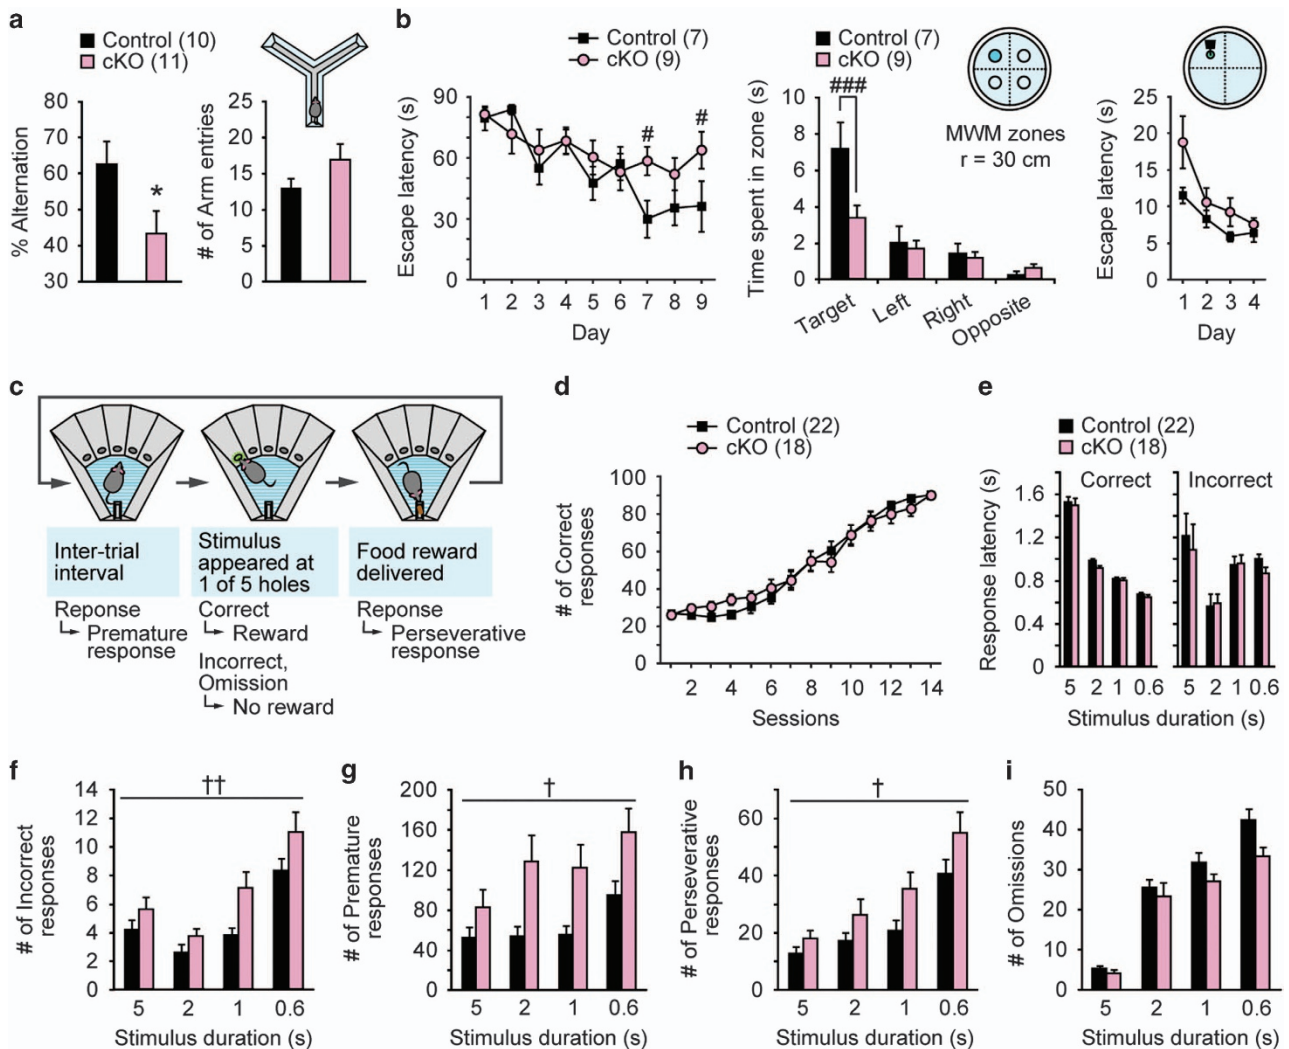 a
Control (10)
cKO (11)
% Alternation
80
70
60
50
40
30
*
# of Arm entries
25
20
15
10
5
0
b
Control (7)
cKO (9)
Escape latency (s)
90
60
30
0
# #
1 2 3 4 5 6 7 8 9
Day
Control (7)
cKO (9)
###
Time spent in zone (s)
10
8
6
4
2
0
Target Left Right Opposite
MWM zones
r = 30 cm
Escape latency (s)
25
20
15
10
5
0
1 2 3 4
Day
c
Inter-trial
interval
Reponse
Premature
response
Stimulus
appeared at
1 of 5 holes
Correct
Reward
Incorrect,
Omission
No reward
Food reward
delivered
Reponse
Perseverative
response
d
Control (22)
cKO (18)
# of Correct
responses
100
80
60
40
20
0
2 4 6 8 10 12 14
Sessions
e
Control (22)
cKO (18)
Response latency (s)
Correct Incorrect
1.6
1.2
0.8
0.4
0
5 2 1 0.6 5 2 1 0.6
Stimulus duration (s)
f
††
# of Incorrect
responses
14
12
10
8
6
4
2
0
5 2 1 0.6
Stimulus duration (s)
g
†
# of Premature
responses
200
160
120
80
40
0
5 2 1 0.6
Stimulus duration (s)
h
†
# of Perseverative
responses
60
40
20
0
5 2 1 0.6
Stimulus duration (s)
i
# of Omissions
50
40
30
20
10
0
5 2 1 0.6
Stimulus duration (s)